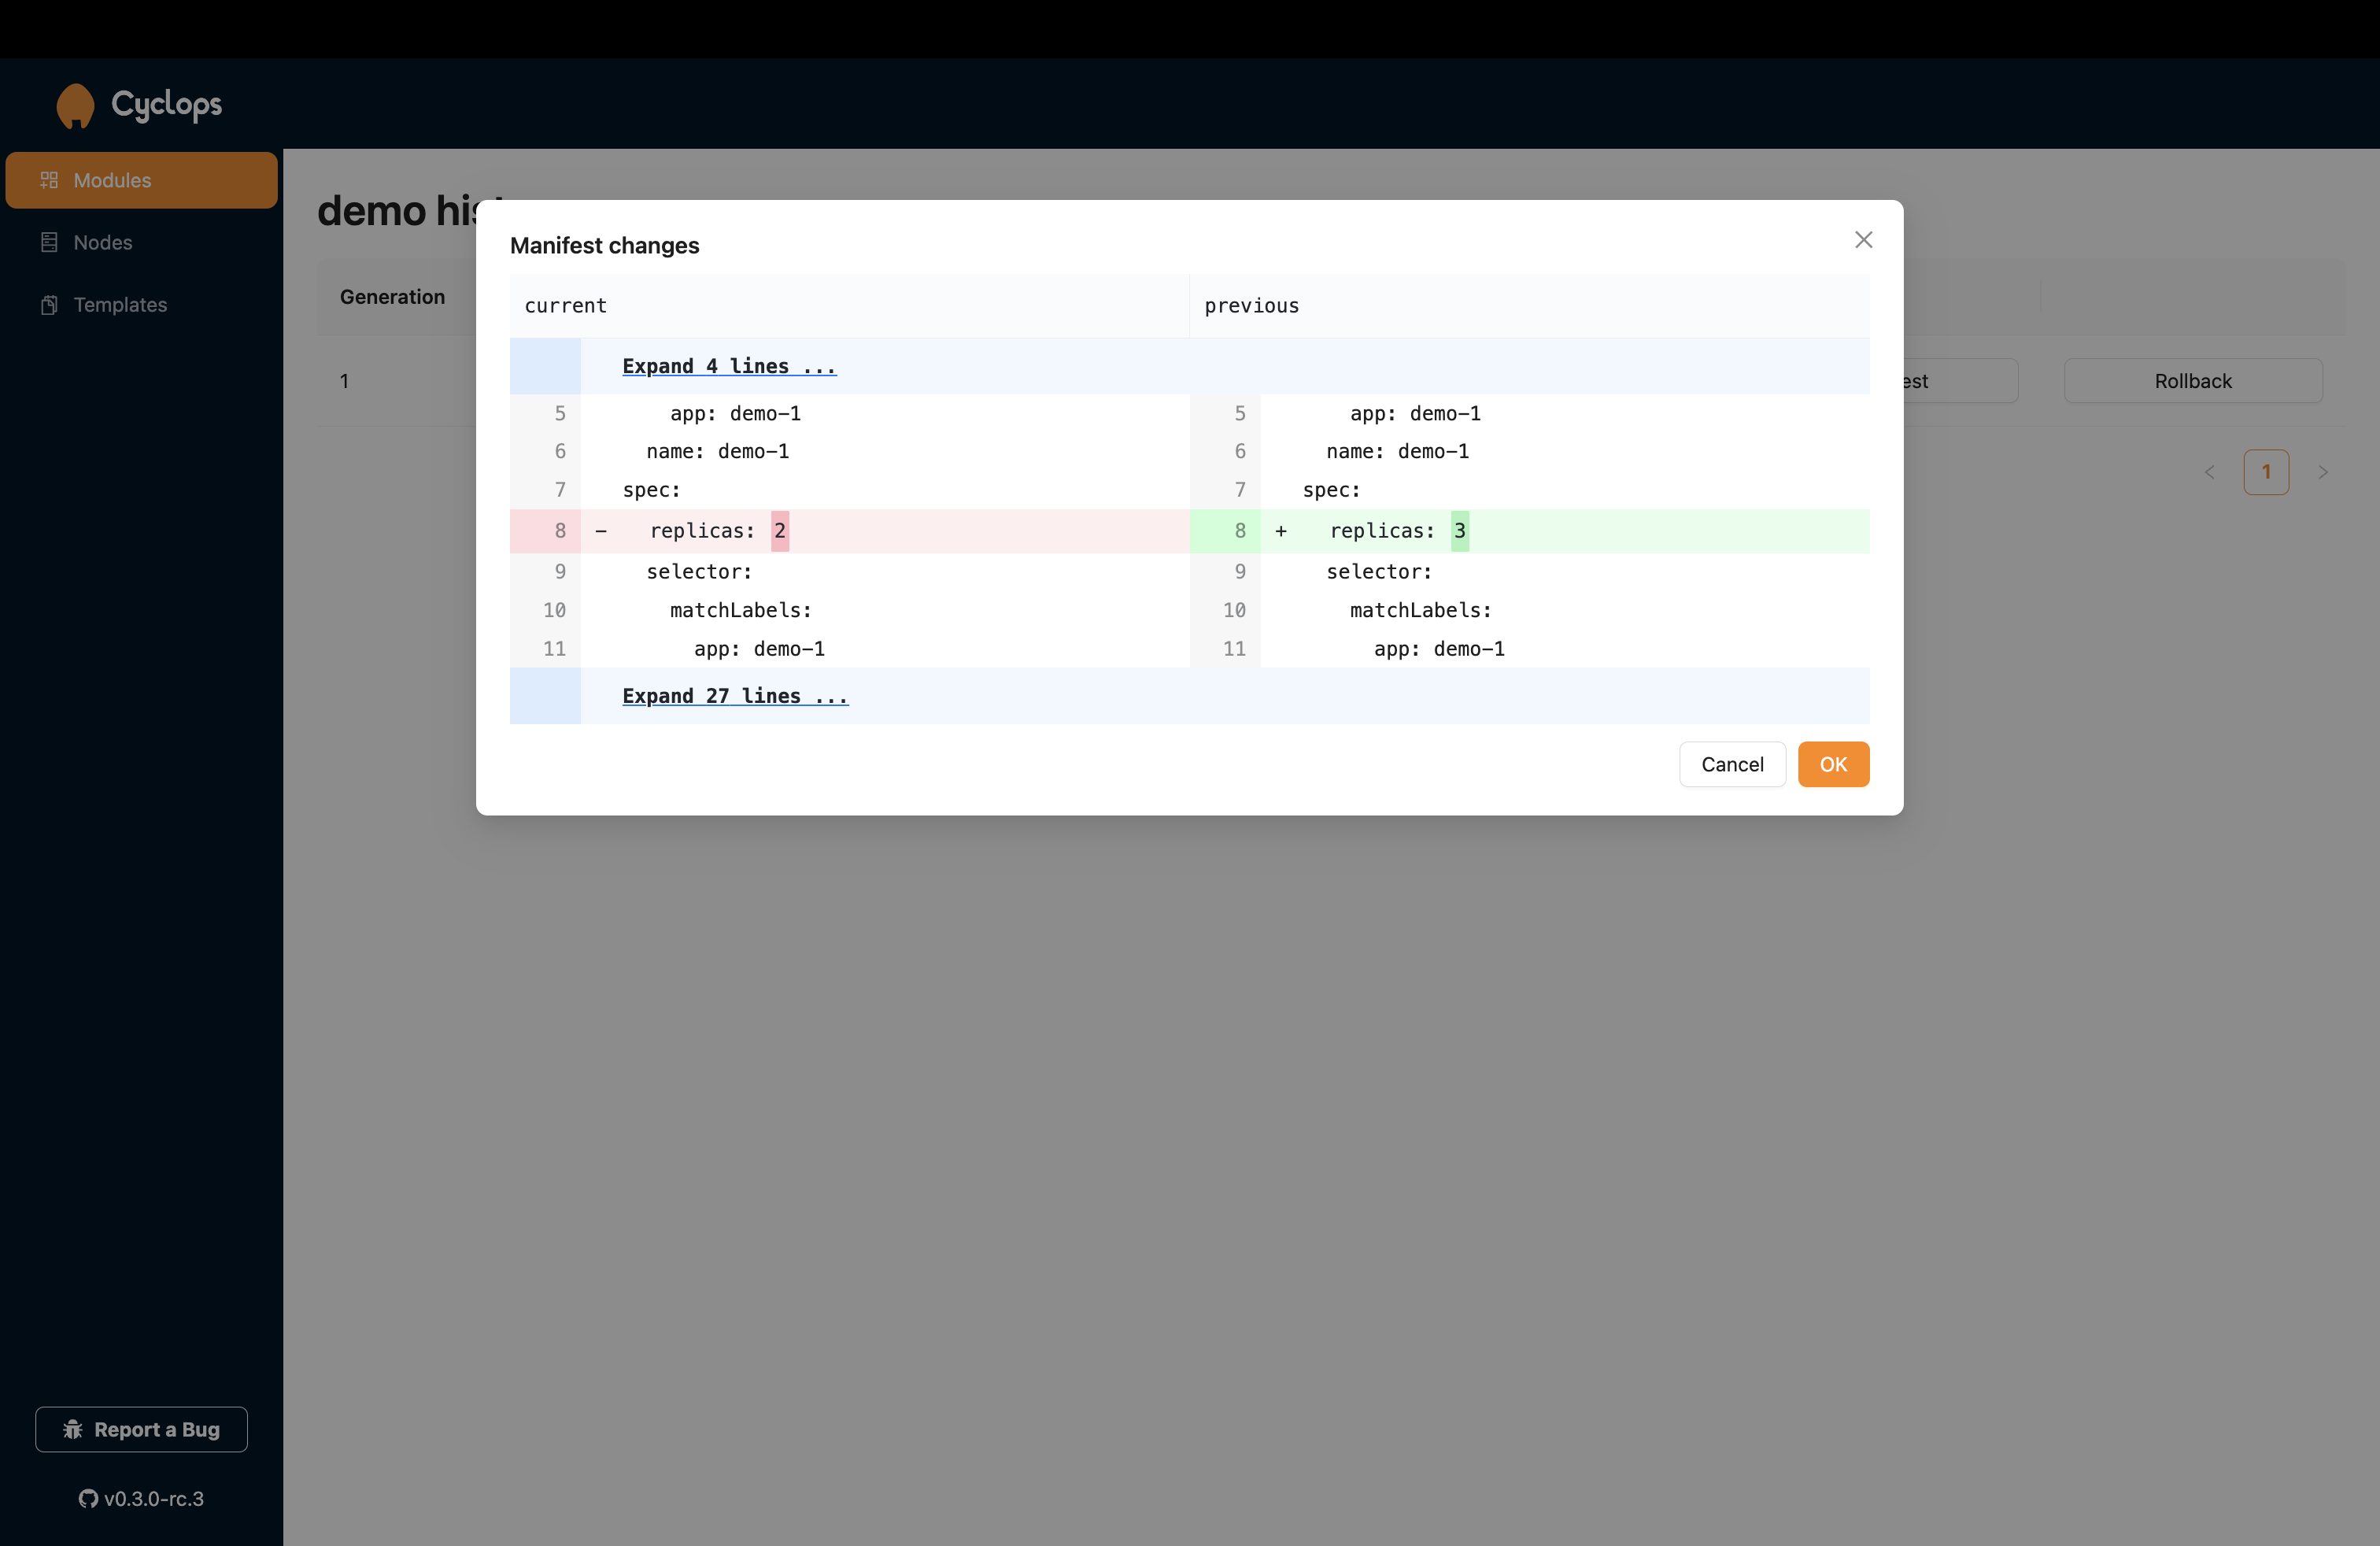 Cyclops
Modules
Nodes
Templates
demo his
Generation
1
est
Rollback
1
Manifest changes
current
previous
Expand 4 lines ...
5 app: demo-1
5 app: demo-1
6 name: demo-1
6 name: demo-1
7 spec:
7 spec:
8 - replicas: 2
8 + replicas: 3
9 selector:
9 selector:
10 matchLabels:
10 matchLabels:
11 app: demo-1
11 app: demo-1
Expand 27 lines ...
Cancel
OK
Report a Bug
v0.3.0-rc.3